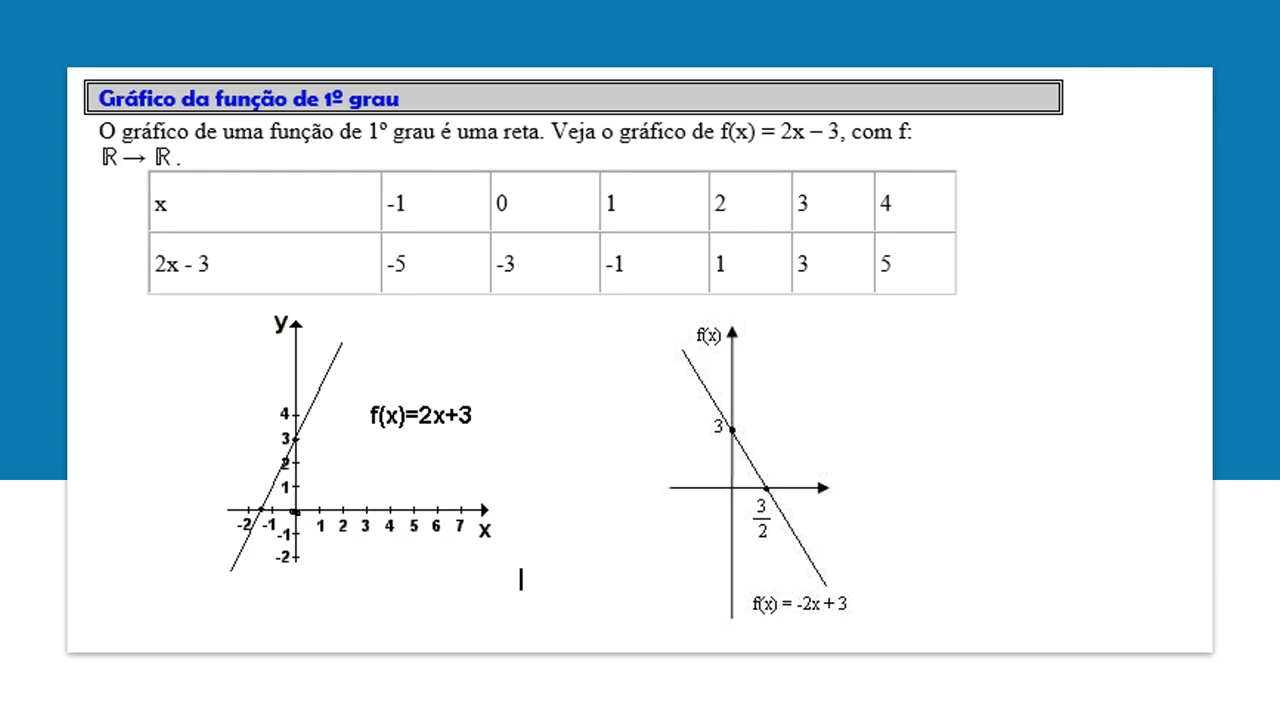 Gráfico da função de 1º grau
O gráfico de uma função de 1º grau é uma reta. Veja o gráfico de f(x) = 2x – 3, com f:
ℝ → ℝ .
x -1 0 1 2 3 4
2x - 3 -5 -3 -1 1 3 5
y
4
3
2
1
-2 -1 1 2 3 4 5 6 7
x
-1
-2
f(x)=2x+3
f(x)
3
3
2
f(x) = -2x + 3